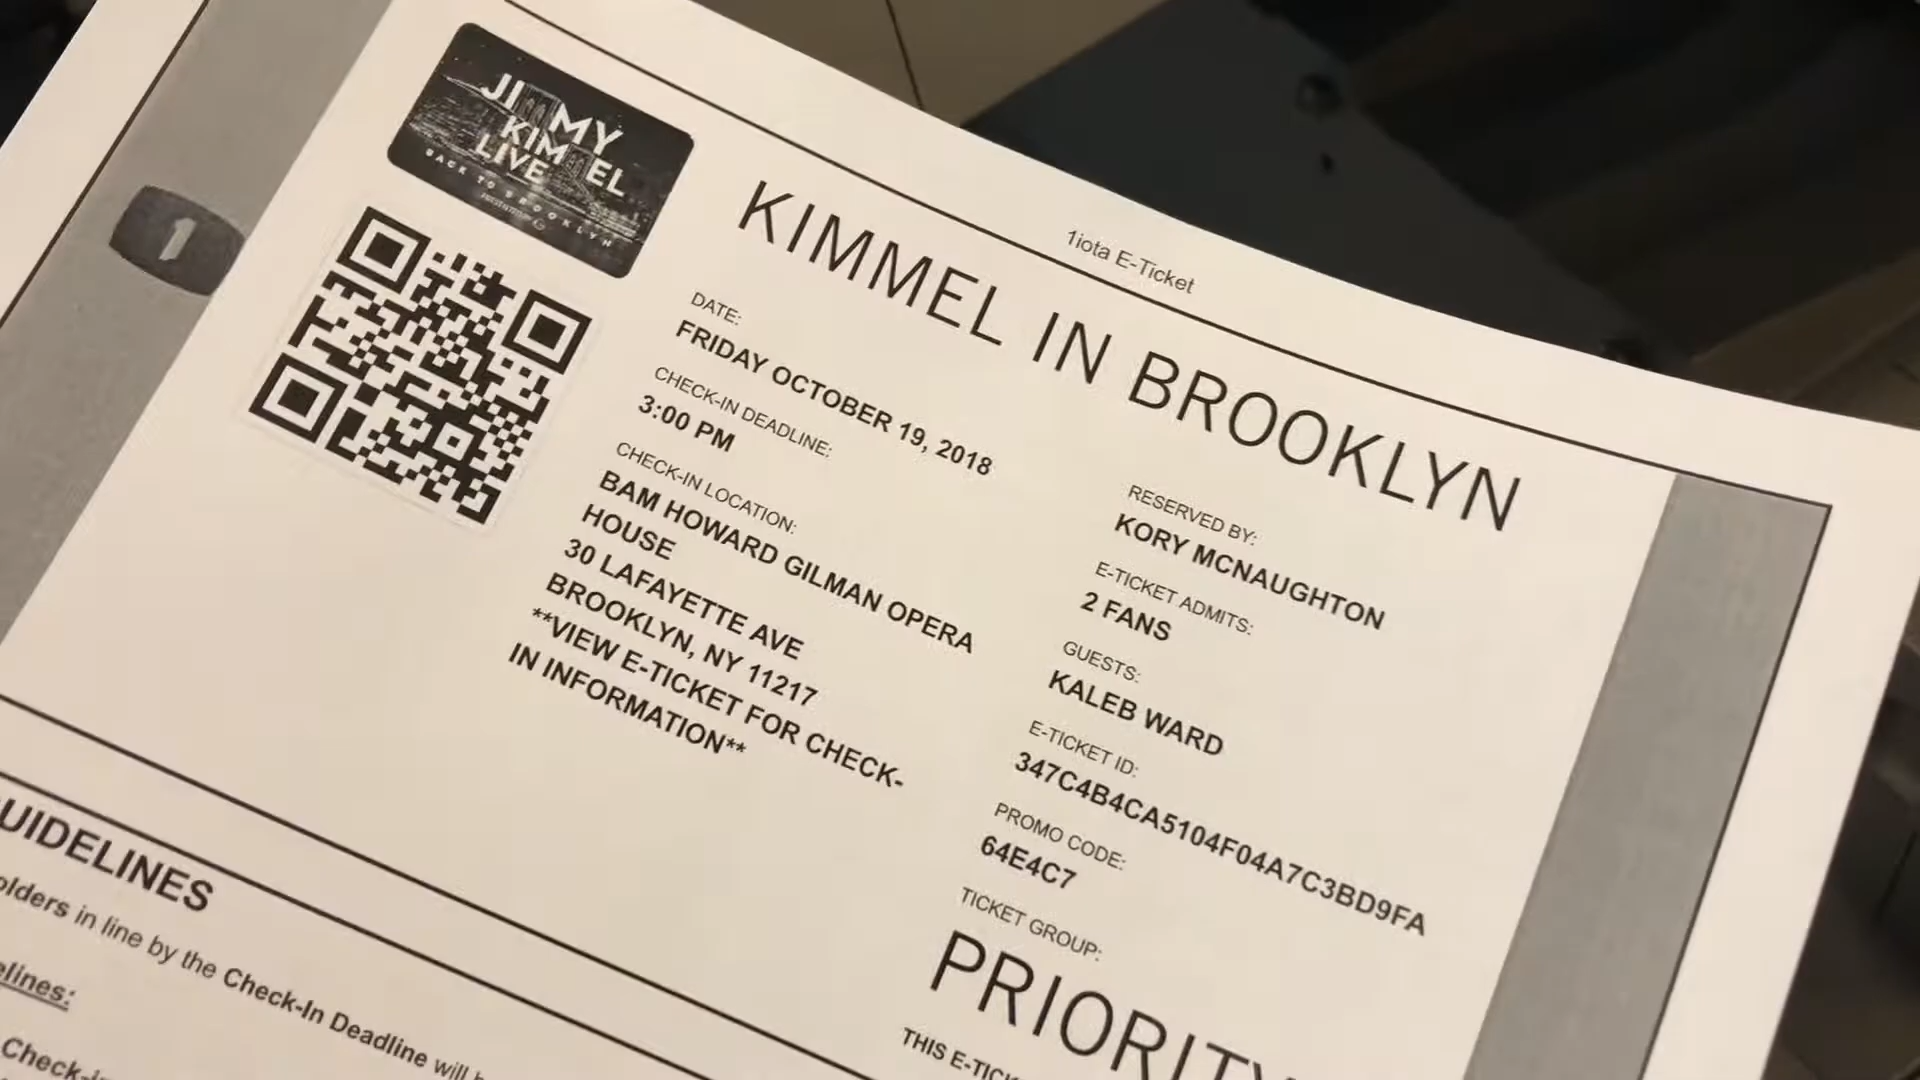 1iota E-Ticket
JIMMY
KIMMEL
LIVE
BACK TO BROOKLYN
1
KIMMEL IN BROOKLYN
DATE:
FRIDAY OCTOBER 19, 2018
CHECK-IN DEADLINE:
3:00 PM
CHECK-IN LOCATION:
BAM HOWARD GILMAN OPERA
HOUSE
30 LAFAYETTE AVE
BROOKLYN, NY 11217
**VIEW E-TICKET FOR CHECK-
IN INFORMATION**
RESERVED BY:
KORY MCNAUGHTON
E-TICKET ADMITS:
2 FANS
GUESTS:
KALEB WARD
E-TICKET ID:
347C4B4CA5104F04A7C3BD9FA
PROMO CODE:
64E4C7
TICKET GROUP:
PRIORITY
THIS E-TICK
UIDELINES
olders in line by the Check-In Deadline will
elines:
Check-i